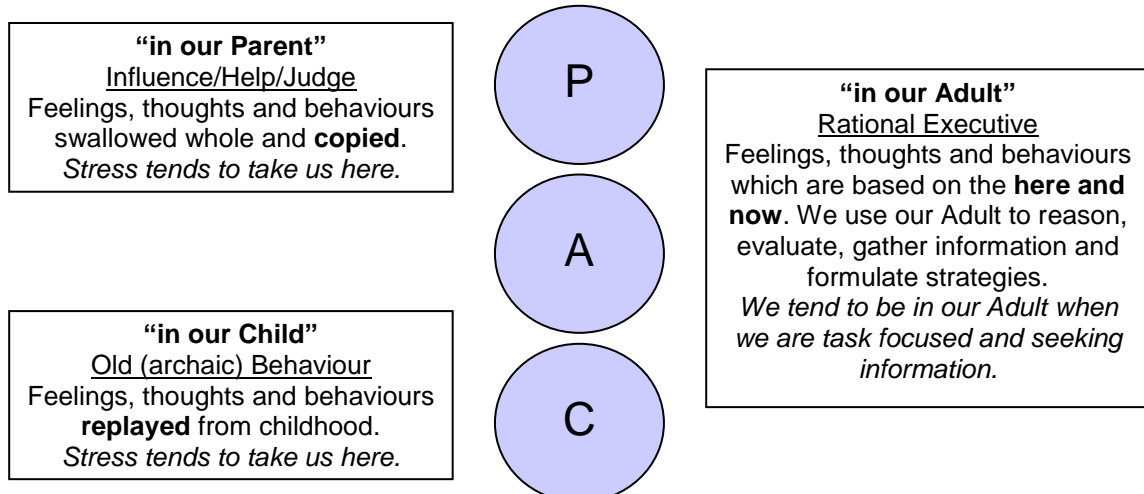 “in our Parent”
Influence/Help/Judge
Feelings, thoughts and behaviours
swallowed whole and copied.
Stress tends to take us here.
P
“in our Adult”
Rational Executive
Feelings, thoughts and behaviours
which are based on the here and
now. We use our Adult to reason,
evaluate, gather information and
formulate strategies.
We tend to be in our Adult when
we are task focused and seeking
information.
A
“in our Child”
Old (archaic) Behaviour
Feelings, thoughts and behaviours
replayed from childhood.
Stress tends to take us here.
C